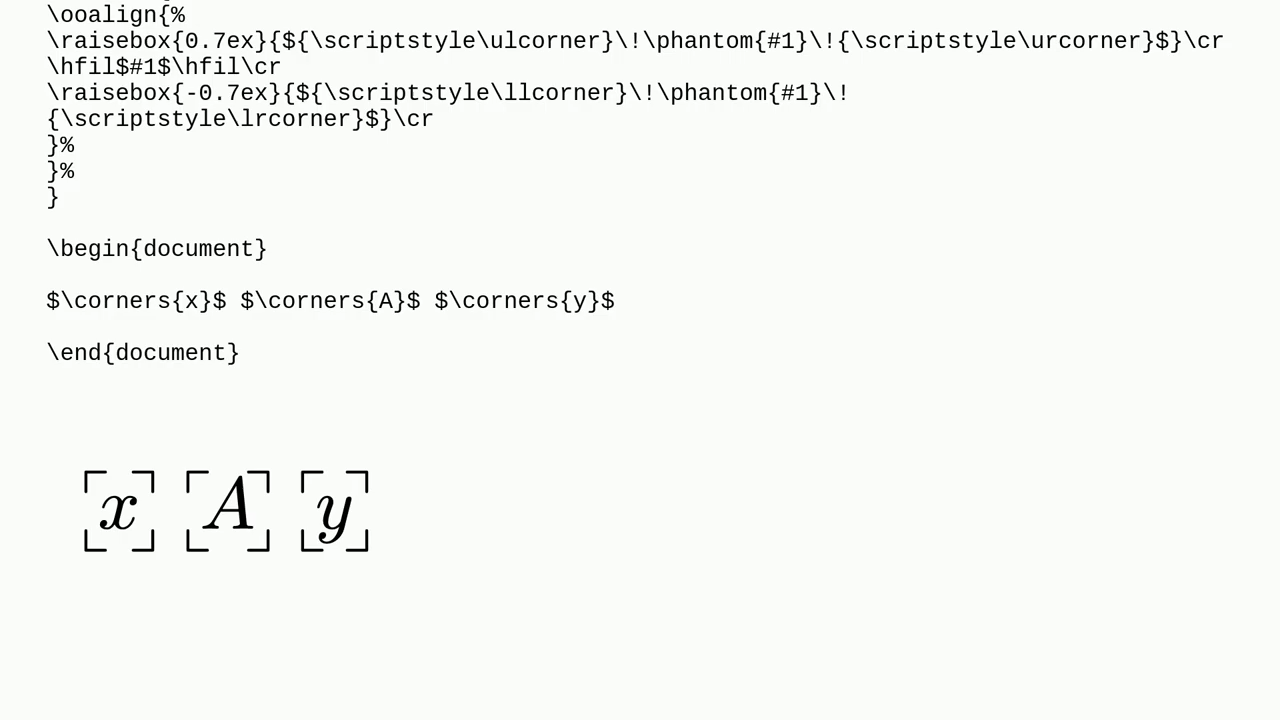 \ooalign{%
\raisebox{0.7ex}{${\scriptstyle\ulcorner}\!\phantom{#1}\!{\scriptstyle\urcorner}$}\cr
\hfil$#1$\hfil\cr
\raisebox{-0.7ex}{${\scriptstyle\llcorner}\!\phantom{#1}\!
{\scriptstyle\lrcorner}$}\cr
}%
}%
}
\begin{document}
$\corners{x}$ $\corners{A}$ $\corners{y}$
\end{document}
x A y